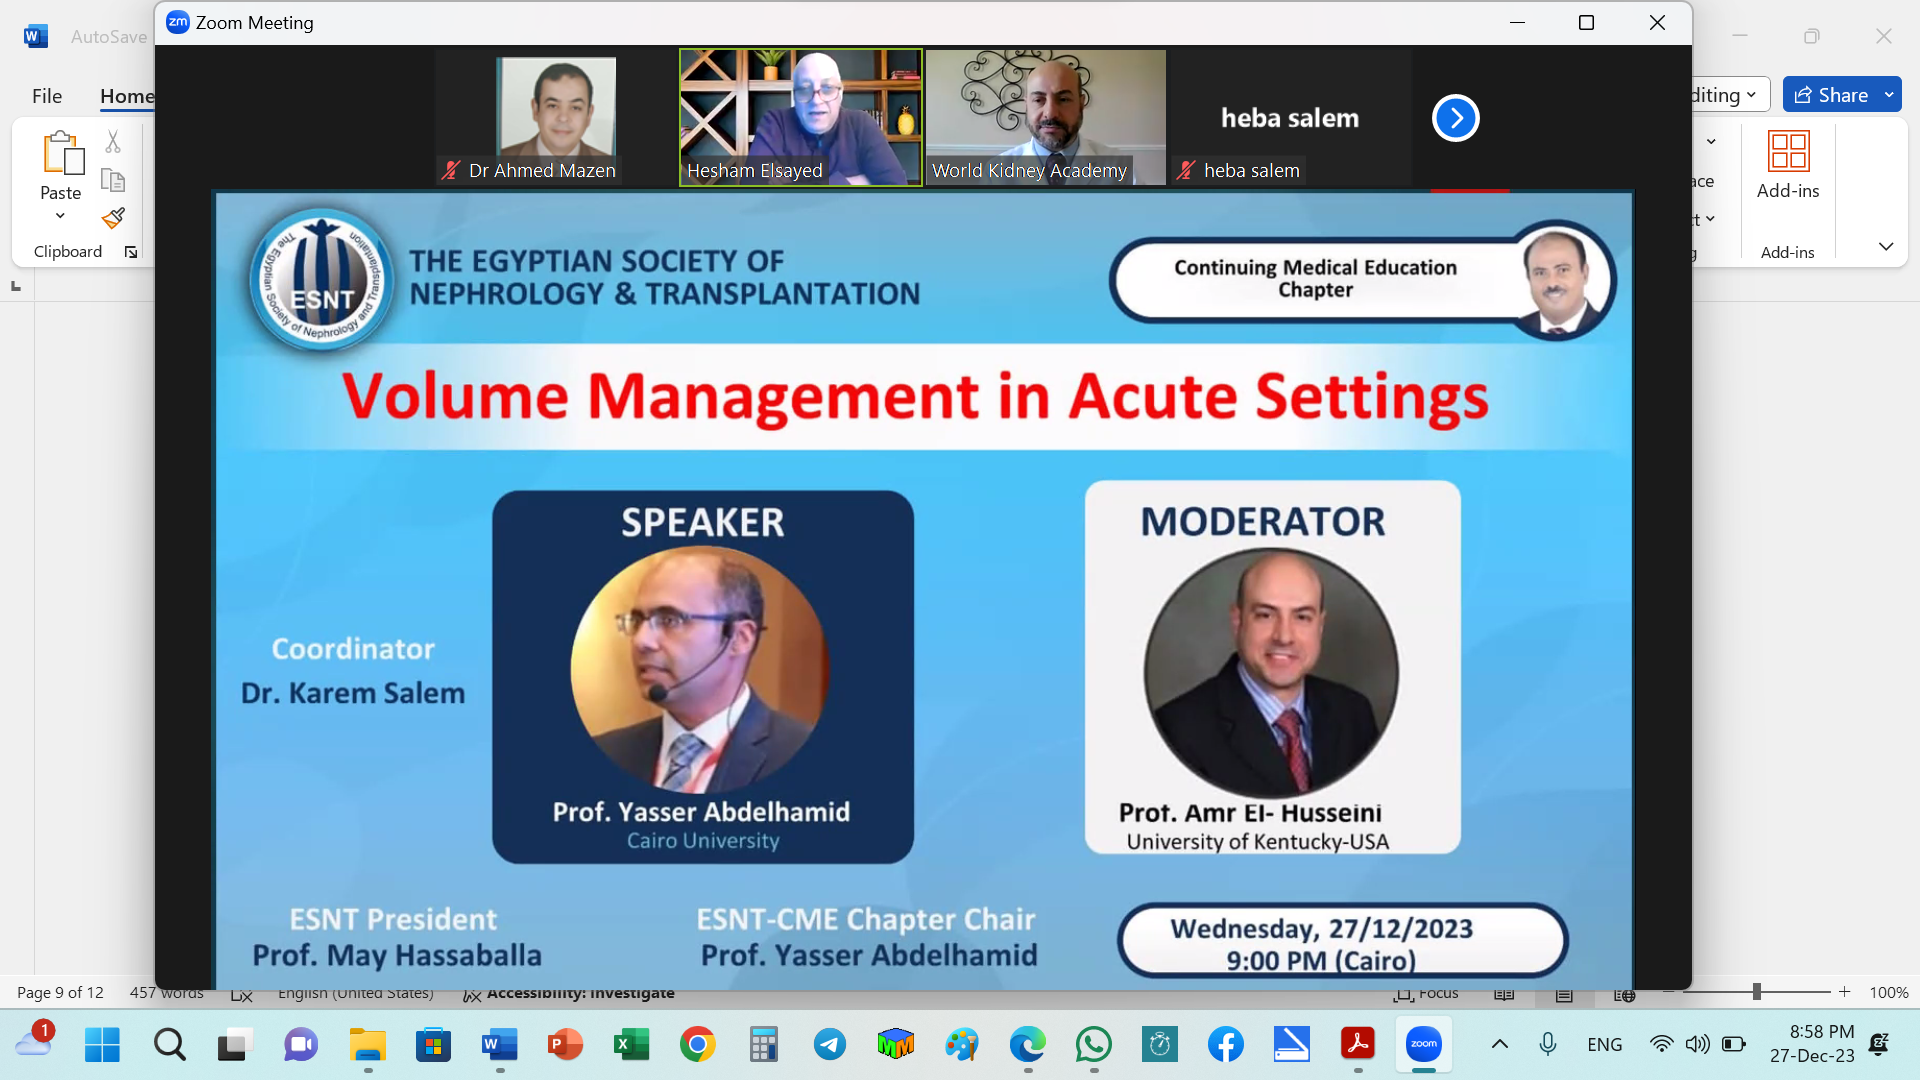 AutoSave
zm Zoom Meeting
File
Home
diting
Share
Paste
Clipboard
ace
Add-ins
Add-ins
Dr Ahmed Mazen
Hesham Elsayed
World Kidney Academy
heba salem
heba salem
The Egyptian Society of Nephrology and Transplantation
ESNT
THE EGYPTIAN SOCIETY OF
NEPHROLOGY & TRANSPLANTATION
Continuing Medical Education
Chapter
Volume Management in Acute Settings
SPEAKER
MODERATOR
Coordinator
Dr. Karem Salem
Prof. Yasser Abdelhamid
Cairo University
Prof. Amr El- Husseini
University of Kentucky-USA
ESNT President
Prof. May Hassaballa
ESNT-CME Chapter Chair
Prof. Yasser Abdelhamid
Wednesday, 27/12/2023
9:00 PM (Cairo)
Page 9 of 12
457 words
English (United States)
Accessibility: Investigate
Focus
100%
1
zoom
ENG
8:58 PM
27-Dec-23